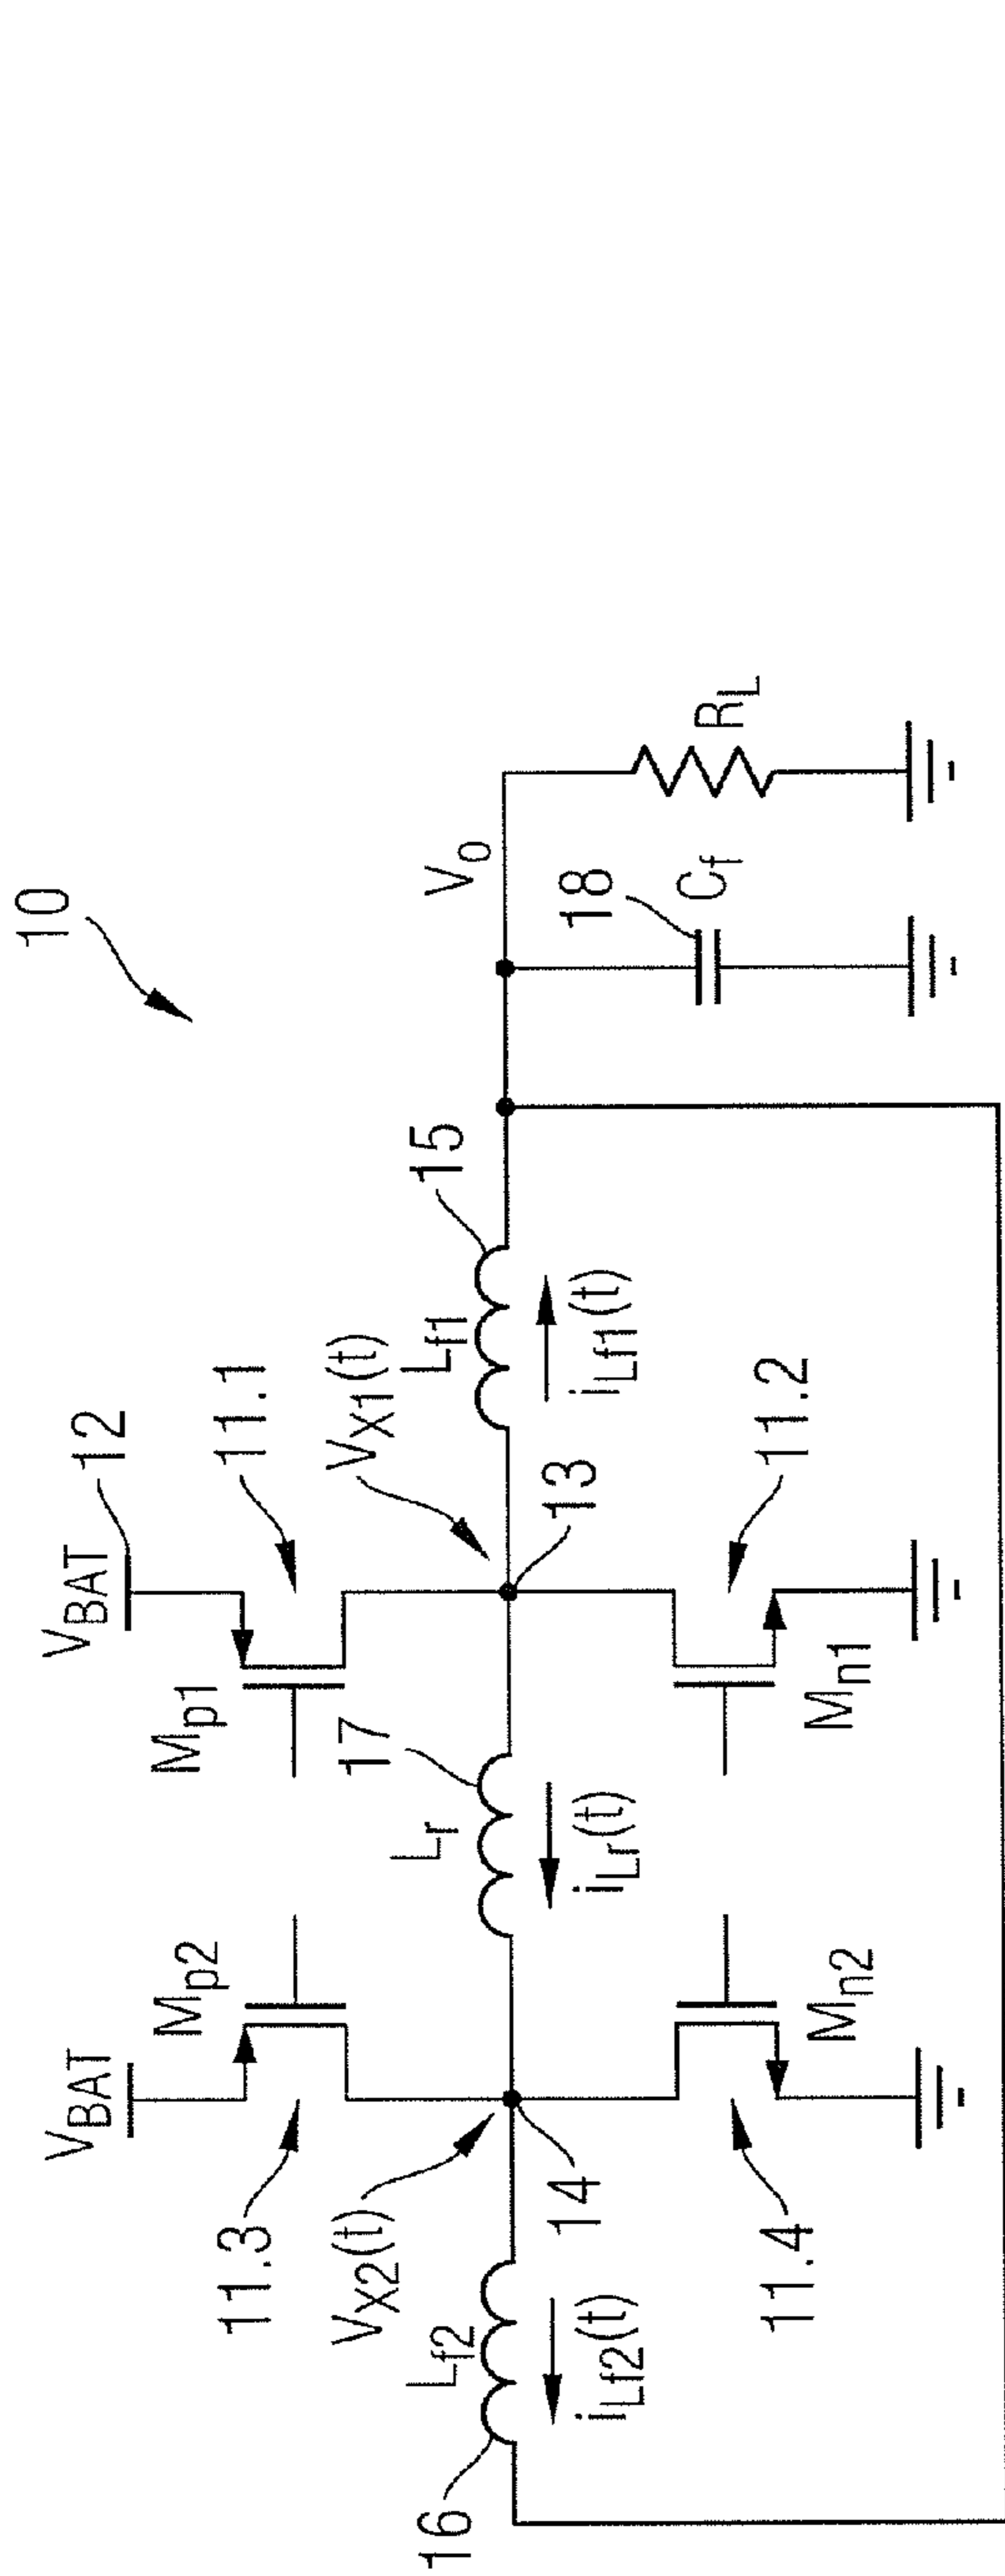 10
V_BAT
12
V_BAT
M_p2
M_p1
11.1
11.3
V_X1(t)
V_X2(t)
L_f2
L_r
17
L_f1
15
V_o
16
14
13
18
i_Lf2(t)
i_Lr(t)
i_Lf1(t)
C_f
R_L
11.4
M_n2
M_n1
11.2